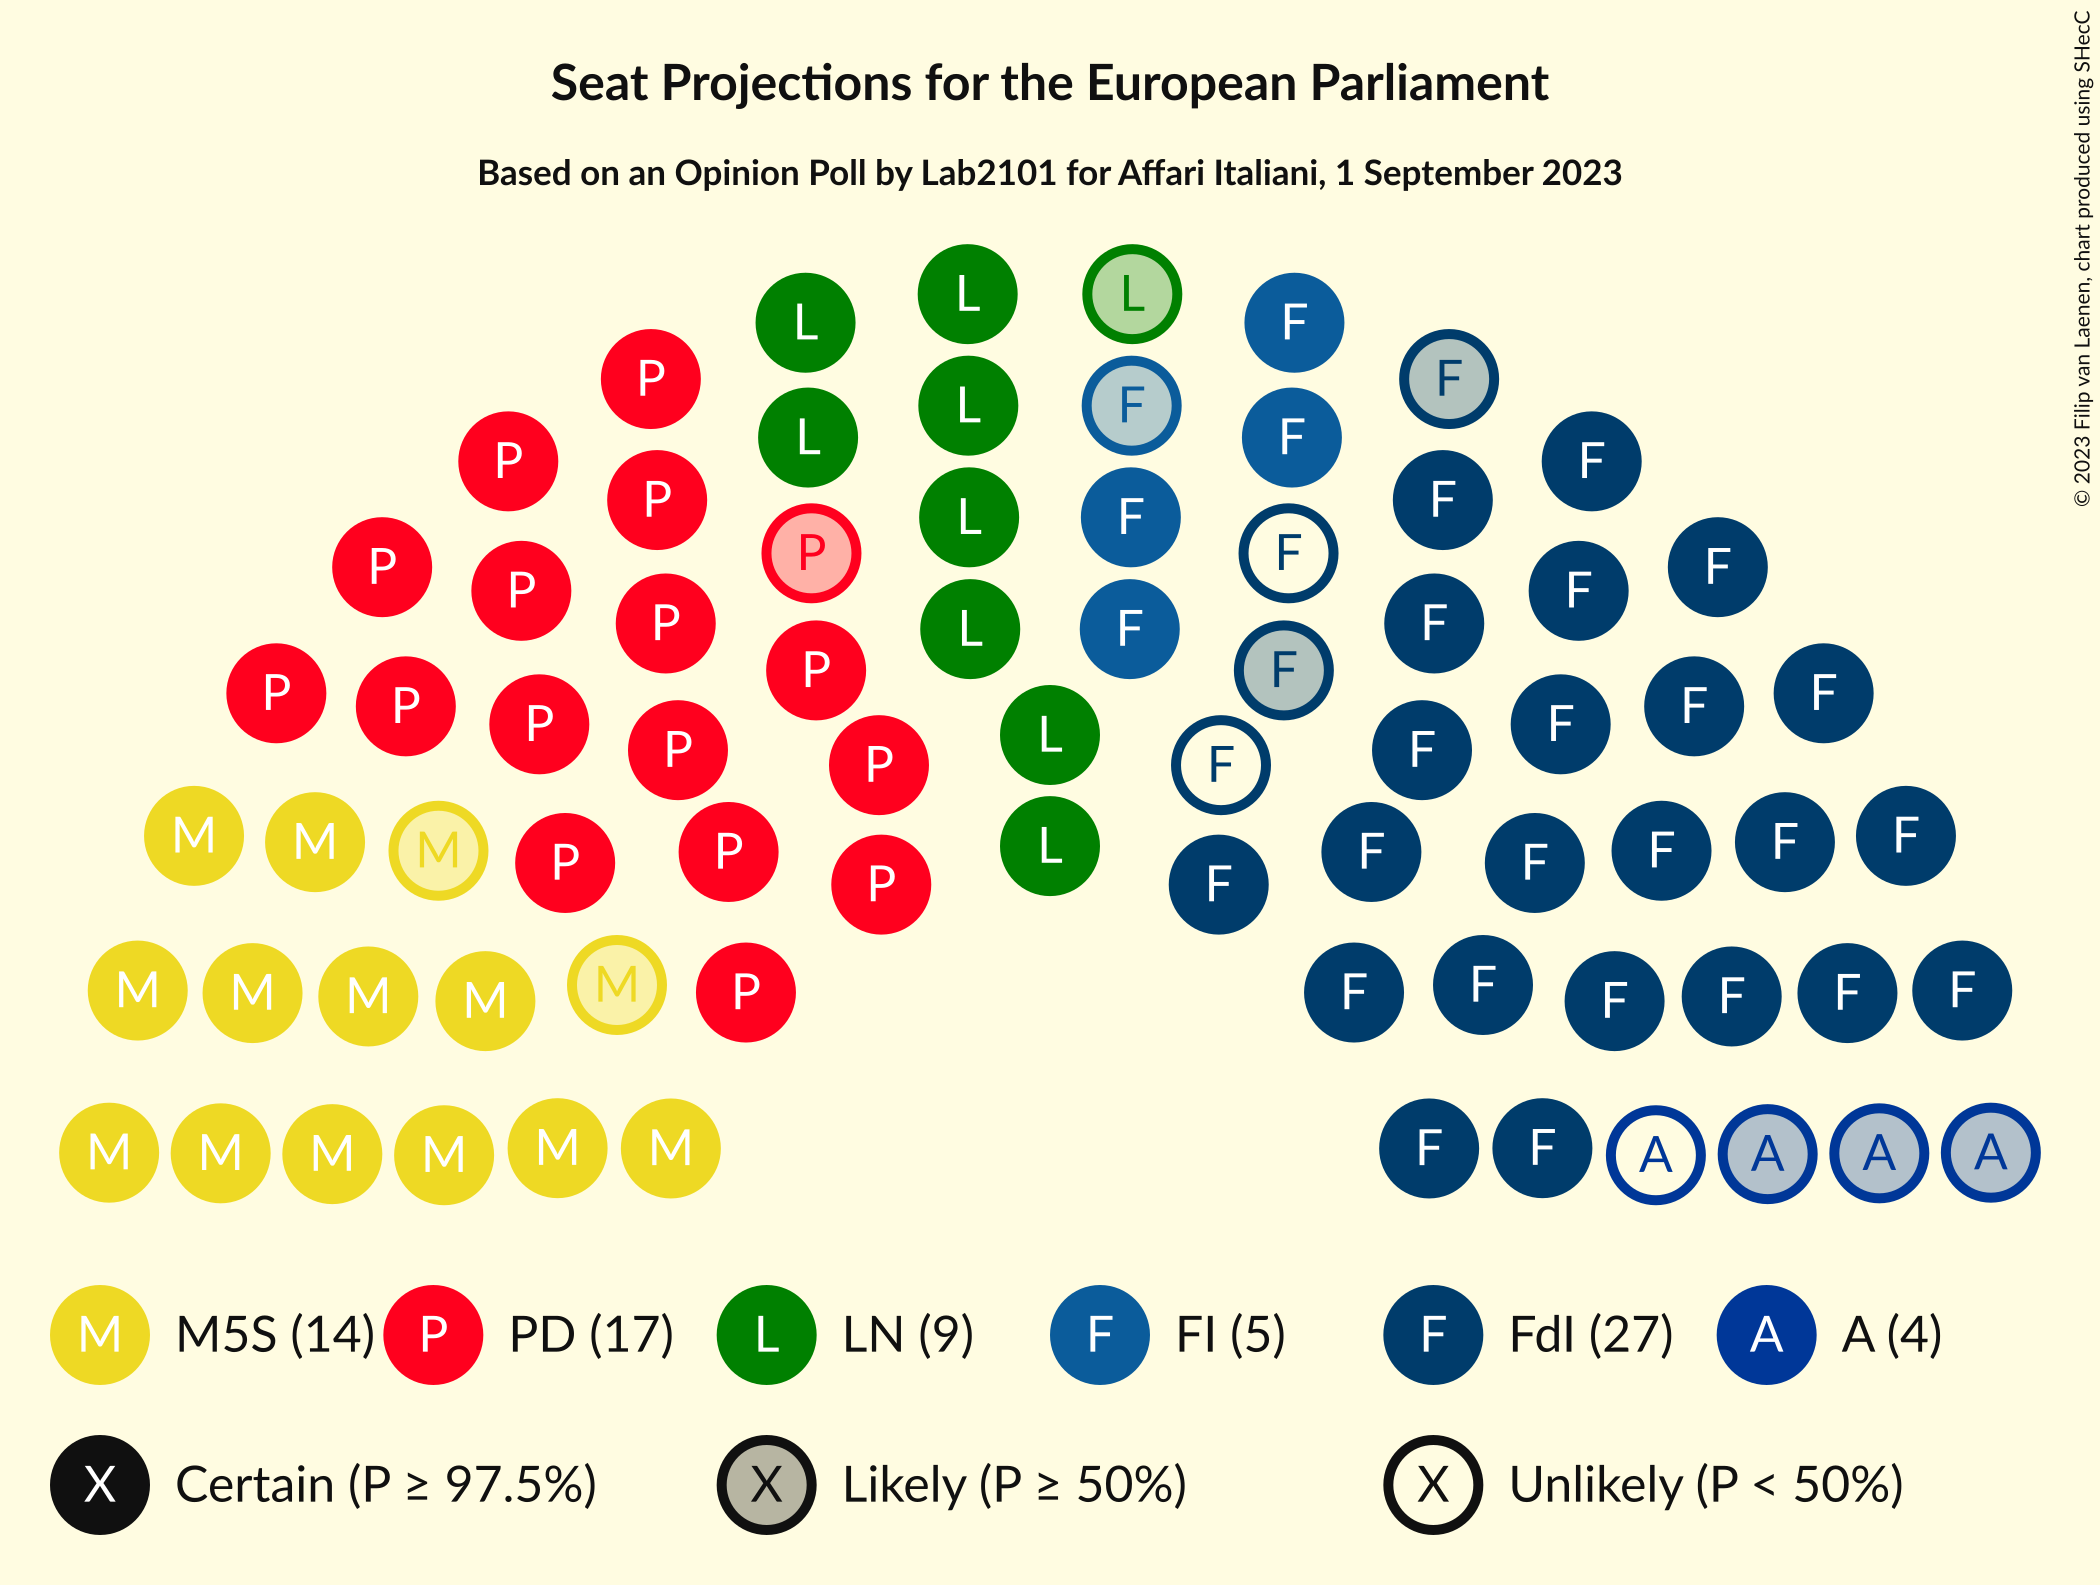 Seat Projections for the European Parliament
Based on an Opinion Poll by Lab2101 for Affari Italiani, 1 September 2023
© 2023 Filip van Laenen, chart produced using SHecC
L L
L L L F
P F
L F
P L F F
P P F F
L F
P P F
P F
P P F F
L F
P P F F
P F
P P F F
P P F F
L
P F
M M F F
M P P L F F F
P F
M P F F
M M M M F F F F
M M M M M M F F A A A A
M M5S (14) P PD (17) L LN (9) F FI (5) F FdI (27) A A (4)
X Certain (P ≥ 97.5%) X Likely (P ≥ 50%) X Unlikely (P < 50%)